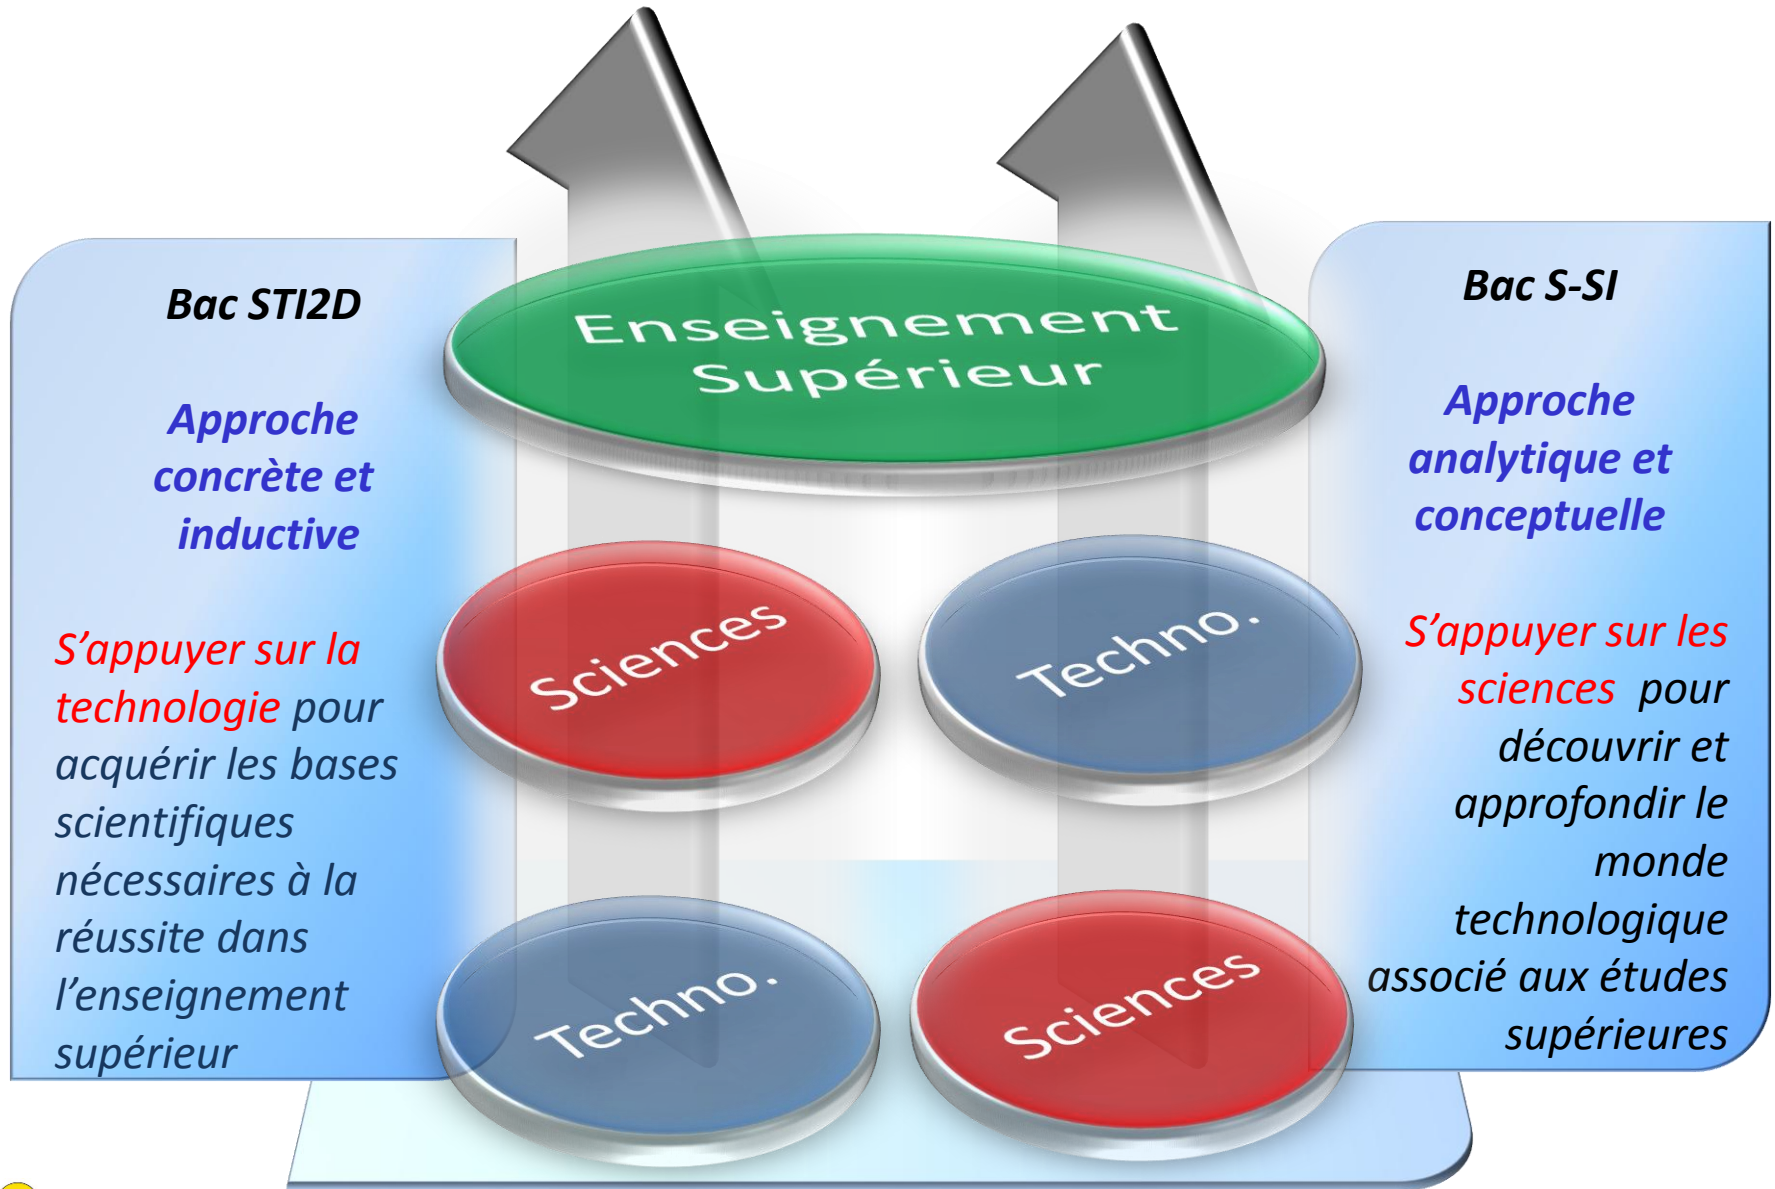 Bac STI2D
Approche
concrète et
inductive
S’appuyer sur la
technologie pour
acquérir les bases
scientifiques
nécessaires à la
réussite dans
l’enseignement
supérieur
Enseignement
Supérieur
Sciences
Techno.
Techno.
Sciences
Bac S-SI
Approche
analytique et
conceptuelle
S’appuyer sur les
sciences pour
découvrir et
approfondir le
monde
technologique
associé aux études
supérieures